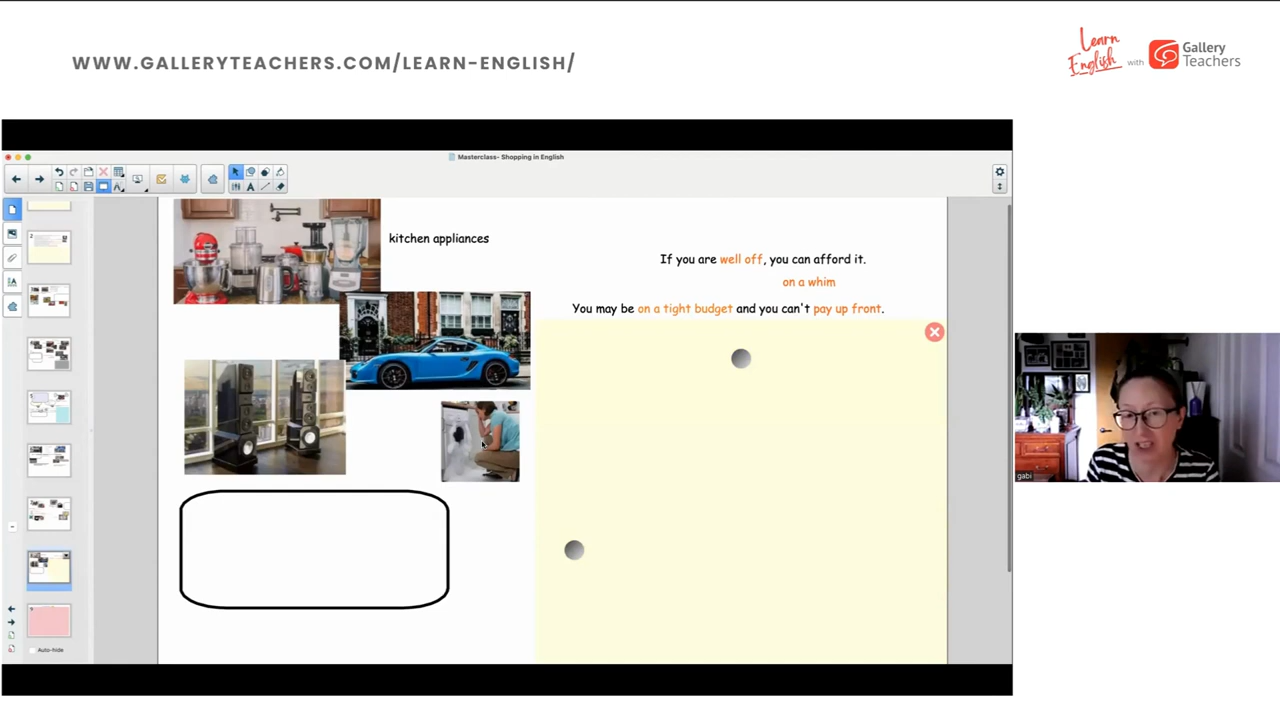 WWW.GALLERYTEACHERS.COM/LEARN-ENGLISH/
Learn English
with
Gallery Teachers
Masterclass- Shopping in English
kitchen appliances
If you are well off, you can afford it.
on a whim
You may be on a tight budget and you can't pay up front.
2
9
Auto-hide
gabi